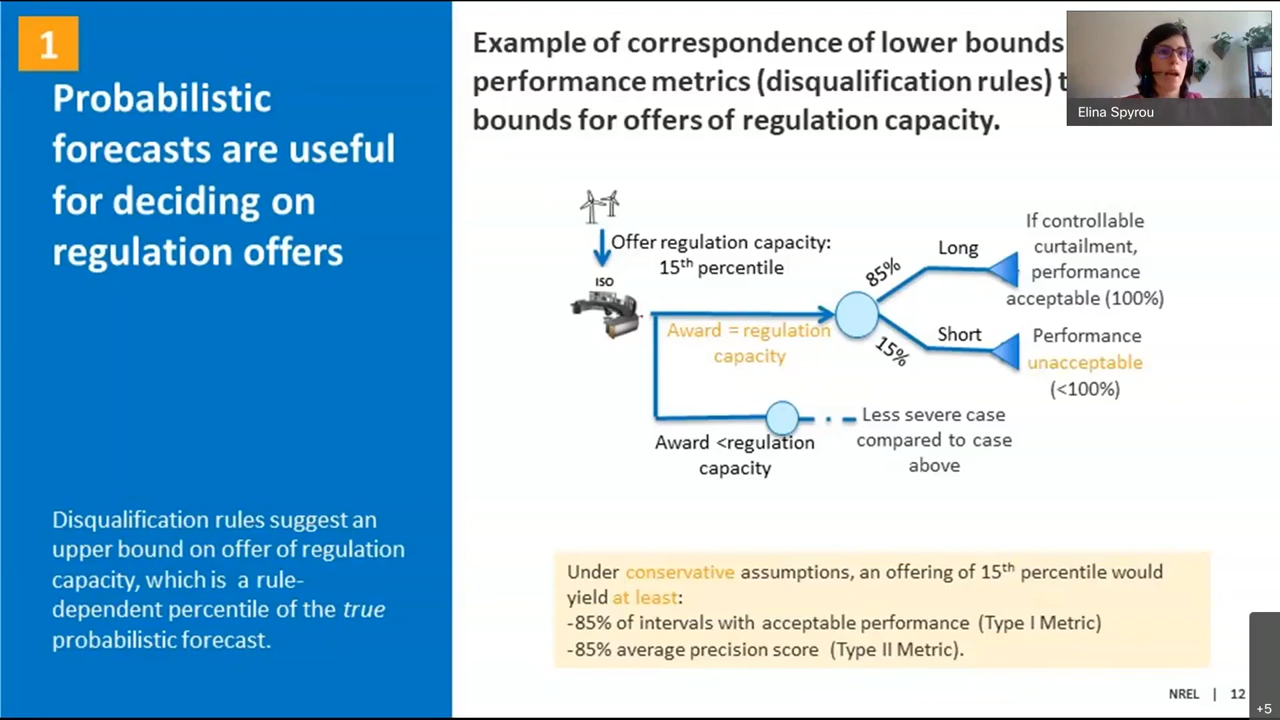 1
Probabilistic
forecasts are useful
for deciding on
regulation offers
Disqualification rules suggest an
upper bound on offer of regulation
capacity, which is a rule-
dependent percentile of the true
probabilistic forecast.
Example of correspondence of lower bounds
performance metrics (disqualification rules) t
bounds for offers of regulation capacity.
Elina Spyrou
Offer regulation capacity:
15th percentile
ISO
Award = regulation
capacity
85%
Long
If controllable
curtailment,
performance
acceptable (100%)
15%
Short
Performance
unacceptable
(<100%)
Award <regulation
capacity
Less severe case
compared to case
above
Under conservative assumptions, an offering of 15th percentile would
yield at least:
-85% of intervals with acceptable performance (Type I Metric)
-85% average precision score (Type II Metric).
NREL | 12
+5